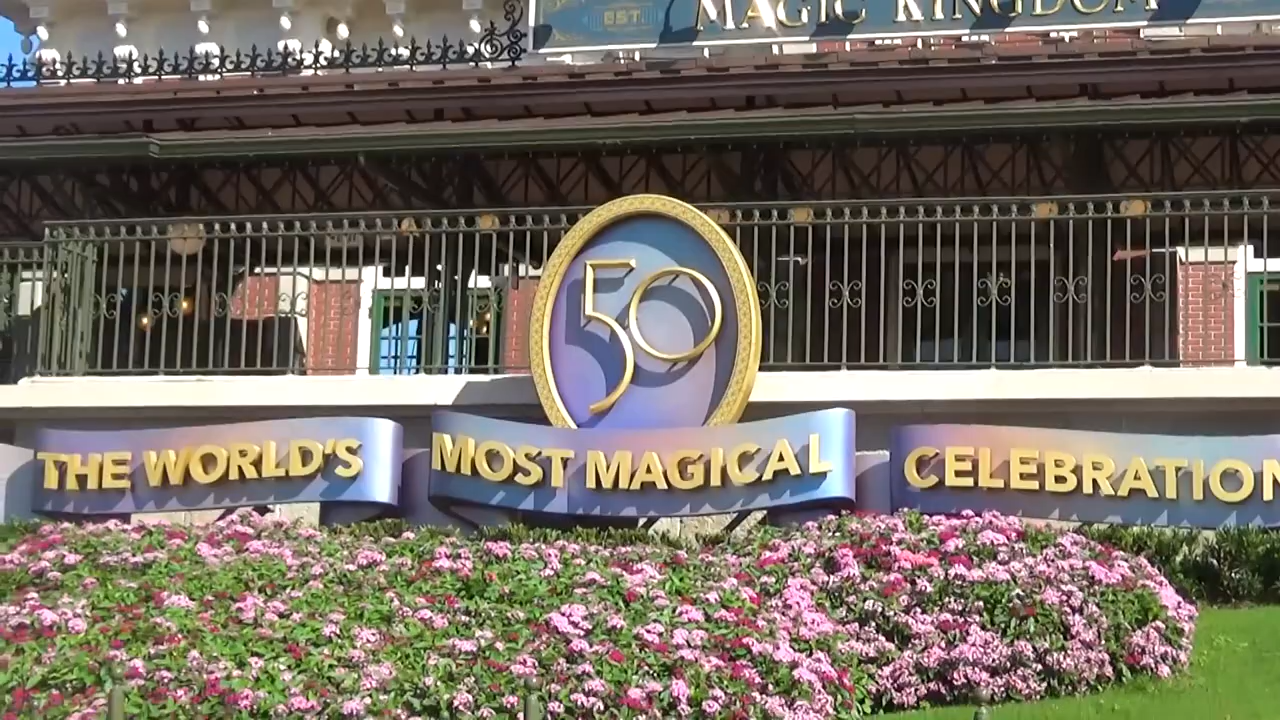 EST.
MAGIC KINGDOM
50
THE WORLD'S
MOST MAGICAL
CELEBRATION